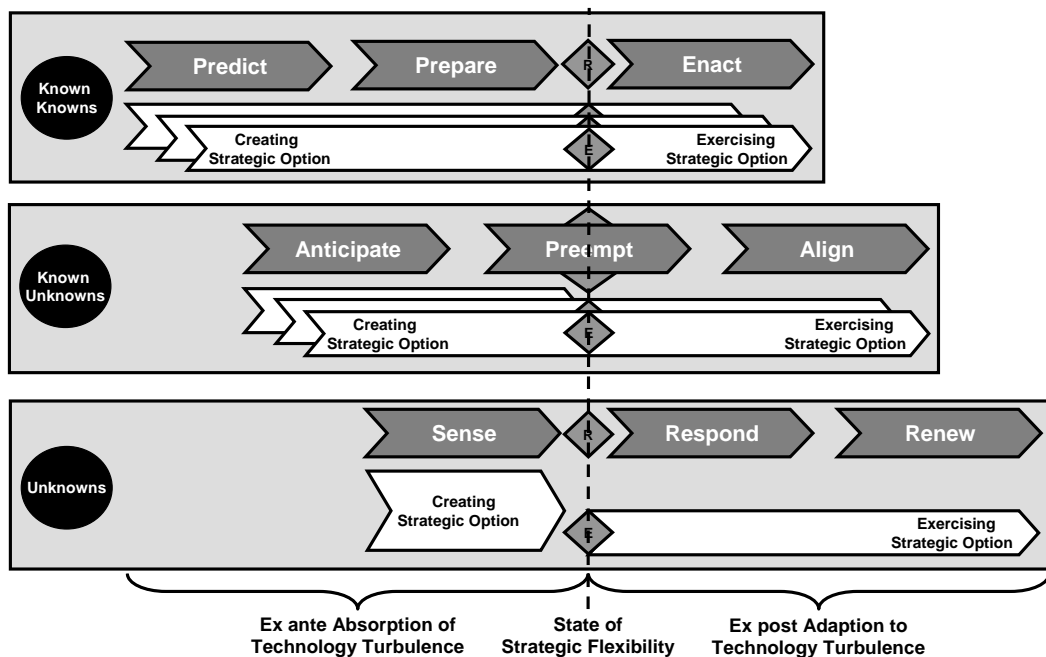 Predict
Prepare
R
Enact
Known
Knowns
Creating
Strategic Option
E
Exercising
Strategic Option
Anticipate
Preempt
Align
Known
Unknowns
Creating
Strategic Option
E
Exercising
Strategic Option
Sense
R
Respond
Renew
Unknowns
Creating
Strategic Option
E
Exercising
Strategic Option
Ex ante Absorption of
Technology Turbulence
State of
Strategic Flexibility
Ex post Adaption to
Technology Turbulence